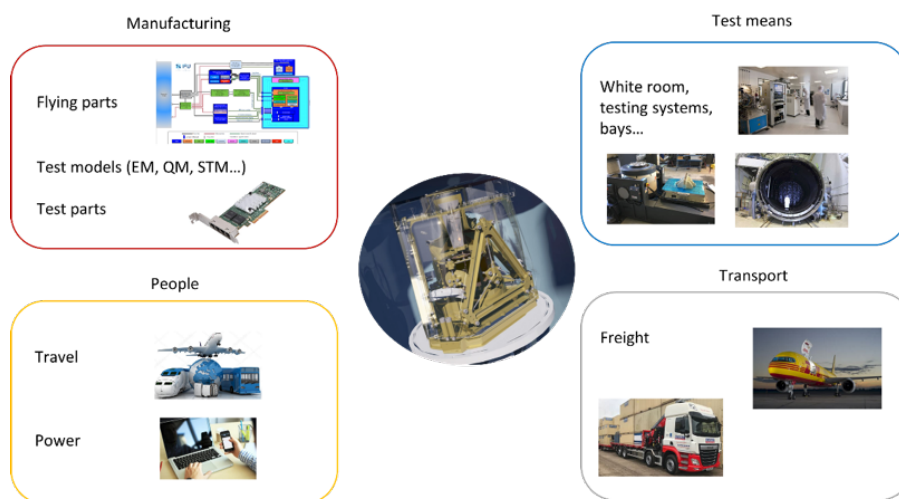 Manufacturing
Flying parts
Test models (EM, QM, STM...)
Test parts
Test means
White room,
testing systems,
bays...
People
Travel
Power
Transport
Freight